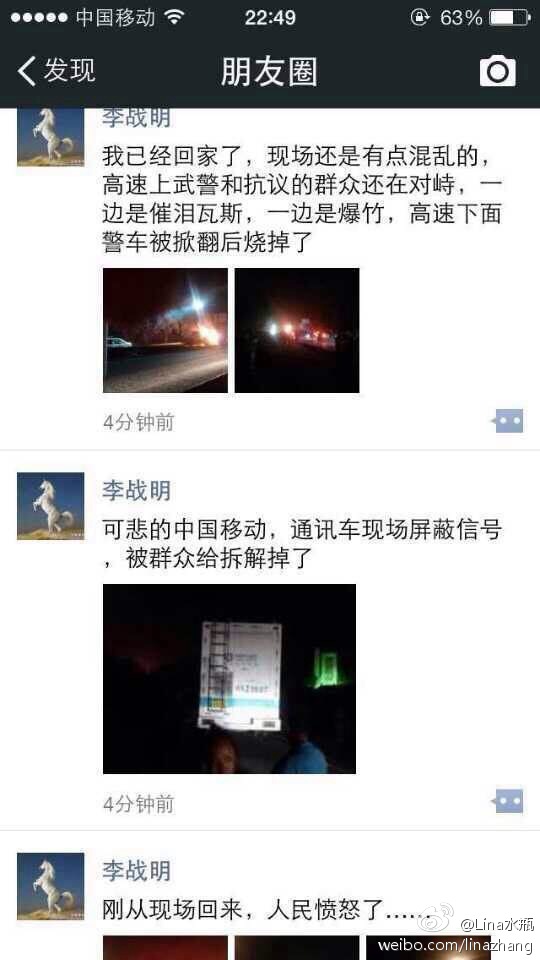 中国移动 22:49 63%
发现 朋友圈
李战明
我已经回家了，现场还是有点混乱的，
高速上武警和抗议的群众还在对峙，一
边是催泪瓦斯，一边是爆竹，高速下面
警车被掀翻后烧掉了
4分钟前
李战明
可悲的中国移动，通讯车现场屏蔽信号
，被群众给拆解掉了
4分钟前
李战明
刚从现场回来，人民愤怒了……
@Lina水瓶
weibo.com/linazhang